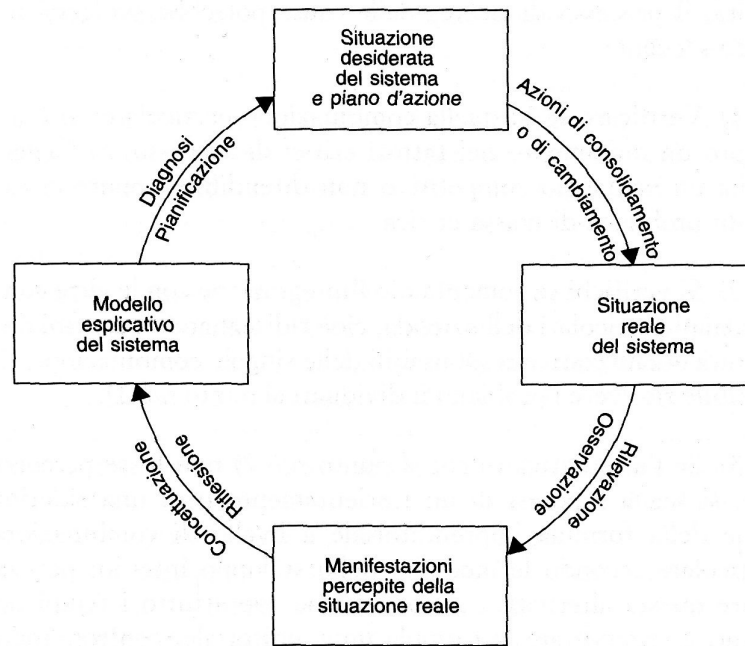 Situazione
desiderata
del sistema
e piano d'azione
Azioni di consolidamento
o di cambiamento
Situazione
reale
del sistema
Rilevazione
Osservazione
Manifestazioni
percepite della
situazione reale
Riflessione
Concettuazione
Modello
esplicativo
del sistema
Diagnosi
Pianificazione